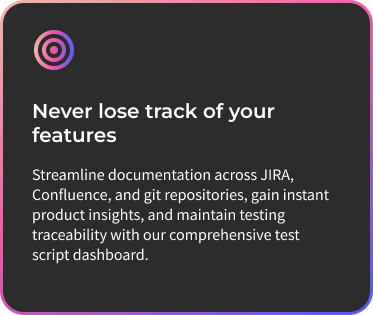 Never lose track of your
features
Streamline documentation across JIRA,
Confluence, and git repositories, gain instant
product insights, and maintain testing
traceability with our comprehensive test
script dashboard.